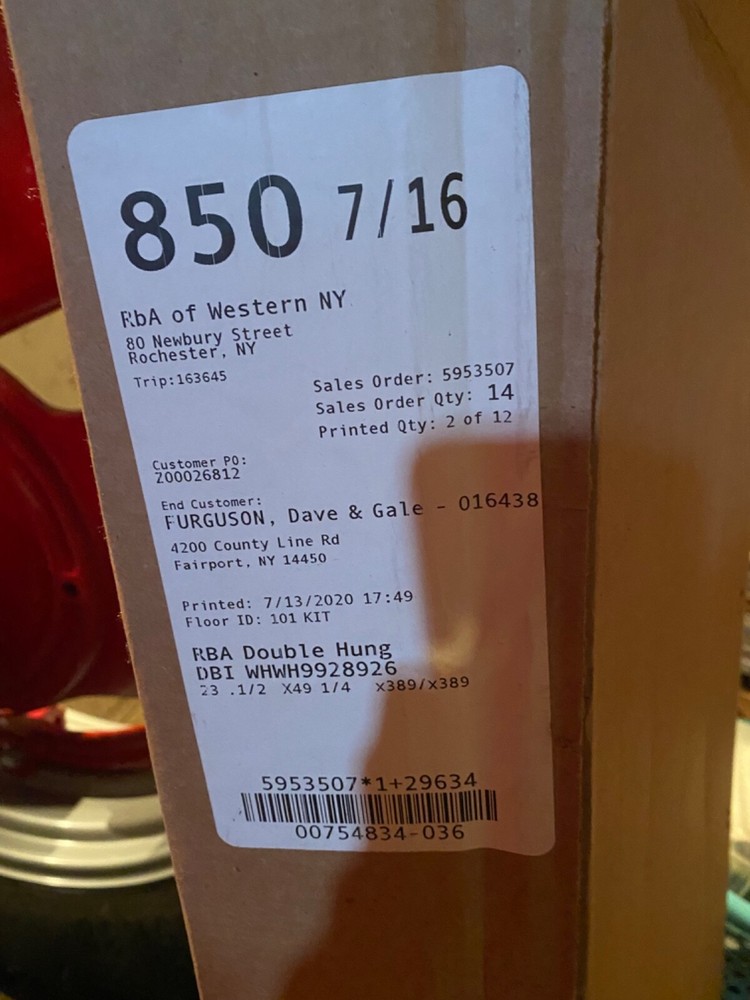 850 7/16
RbA of Western NY
80 Newbury Street
Rochester, NY
Trip:163645
Sales Order: 5953507
Sales Order Qty: 14
Printed Qty: 2 of 12
Customer PO:
200026812
End Customer:
FURGUSON, Dave & Gale - 016438
4200 County Line Rd
Fairport, NY 14450
Printed: 7/13/2020 17:49
Floor ID: 101 KIT
RBA Double Hung
DBI WHWH9928926
23 .1/2 X49 1/4 x389/x389
5953507*1+29634
00754834-036